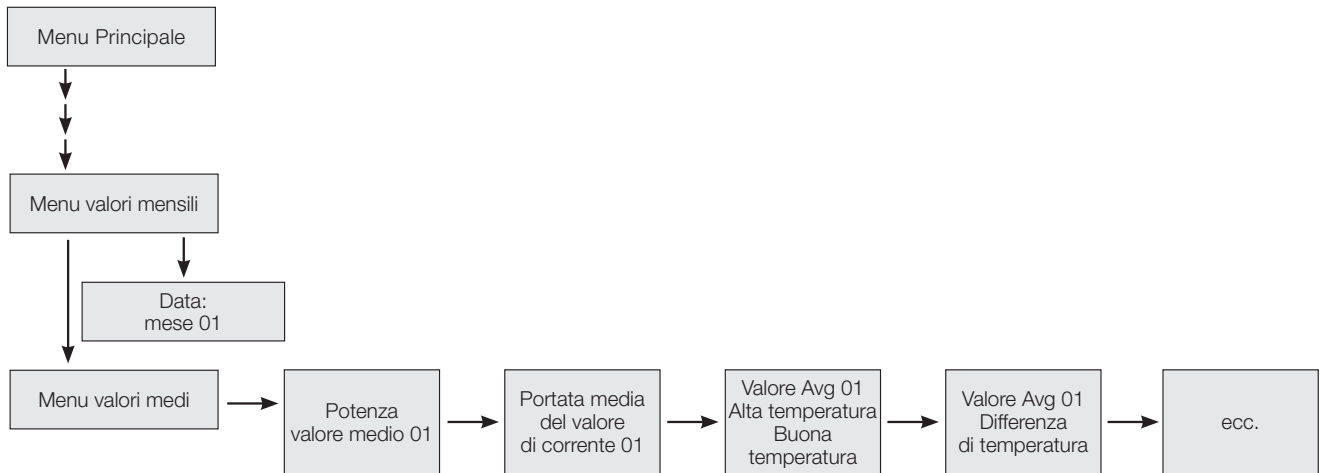 Menu Principale
Menu valori mensili
Data:
mese 01
Menu valori medi
Potenza
valore medio 01
Portata media
del valore
di corrente 01
Valore Avg 01
Alta temperatura
Buona
temperatura
Valore Avg 01
Differenza
di temperatura
ecc.